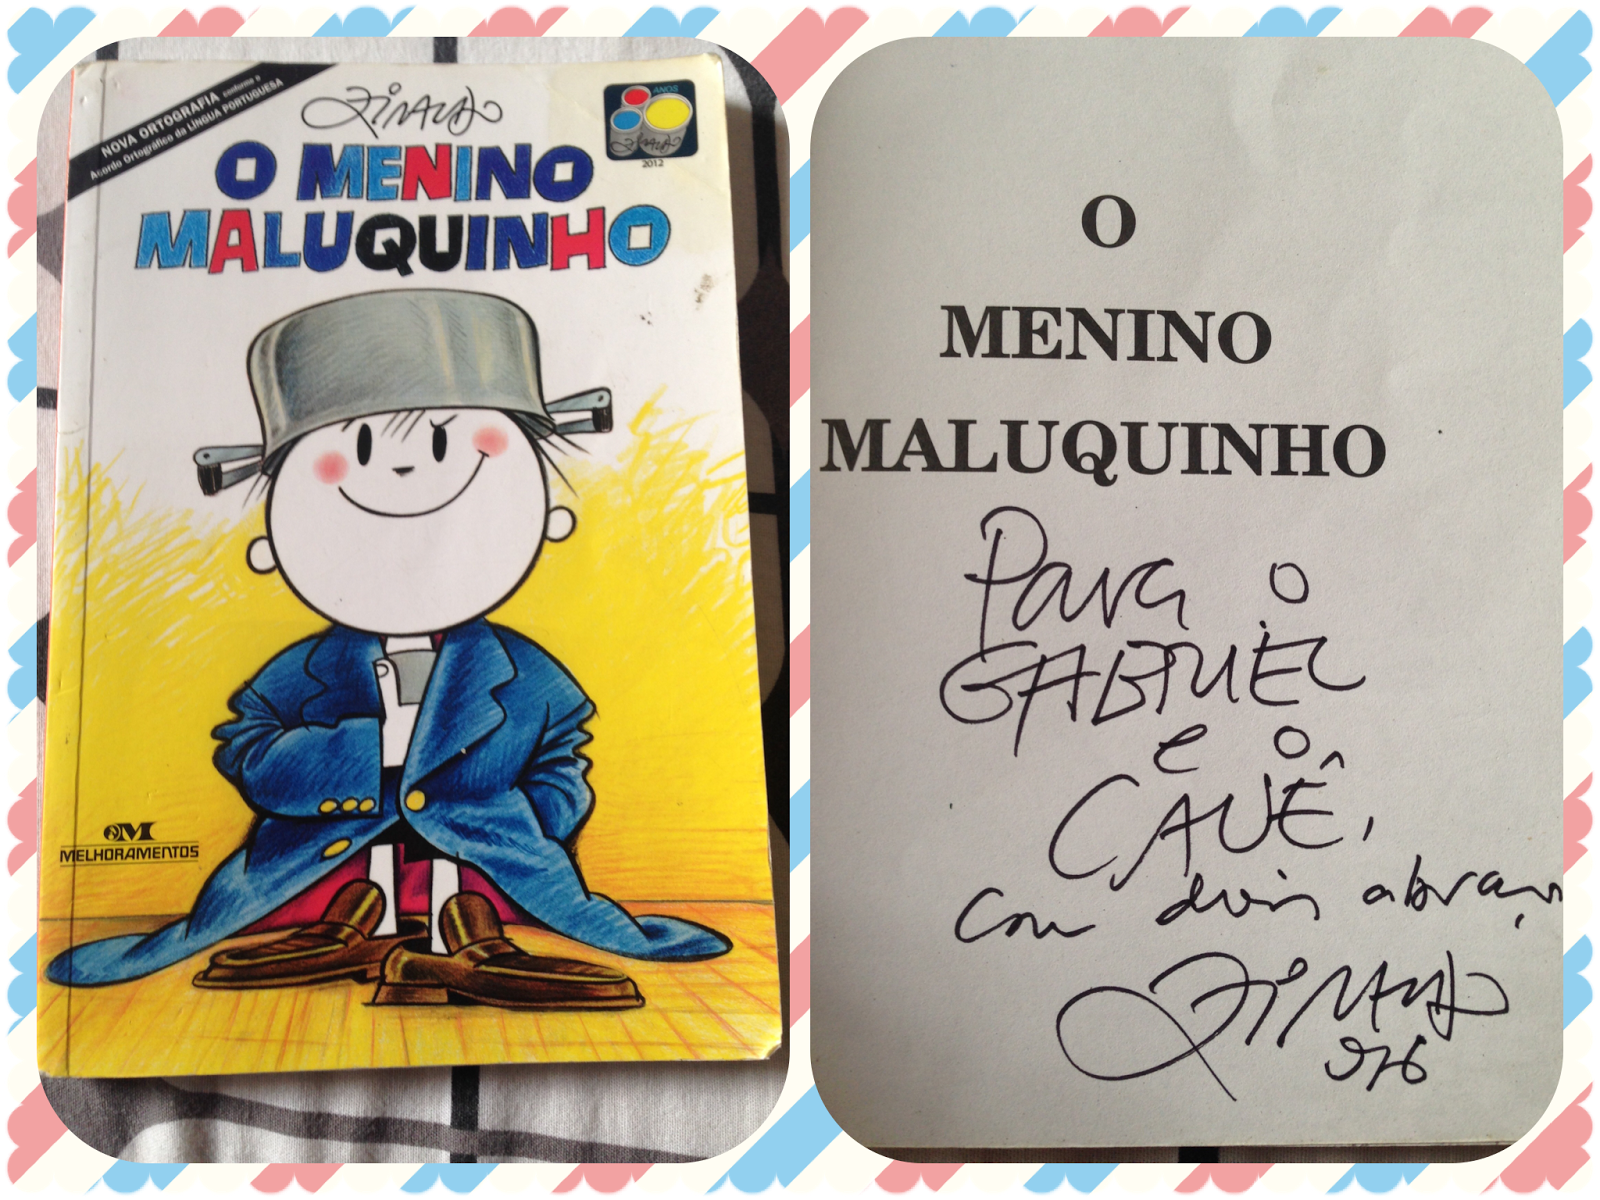 NOVA ORTOGRAFIA conforme o
Acordo Ortográfico da LÍNGUA PORTUGUESA
ZIRALDO
ANOS
ZIRALDO
2012
O MENINO
MALUQUINHO
OM
MELHORAMENTOS
O
MENINO
MALUQUINHO
Para o
GABRIEL
e o
CAUÊ,
com dois abraços
ZIRALDO